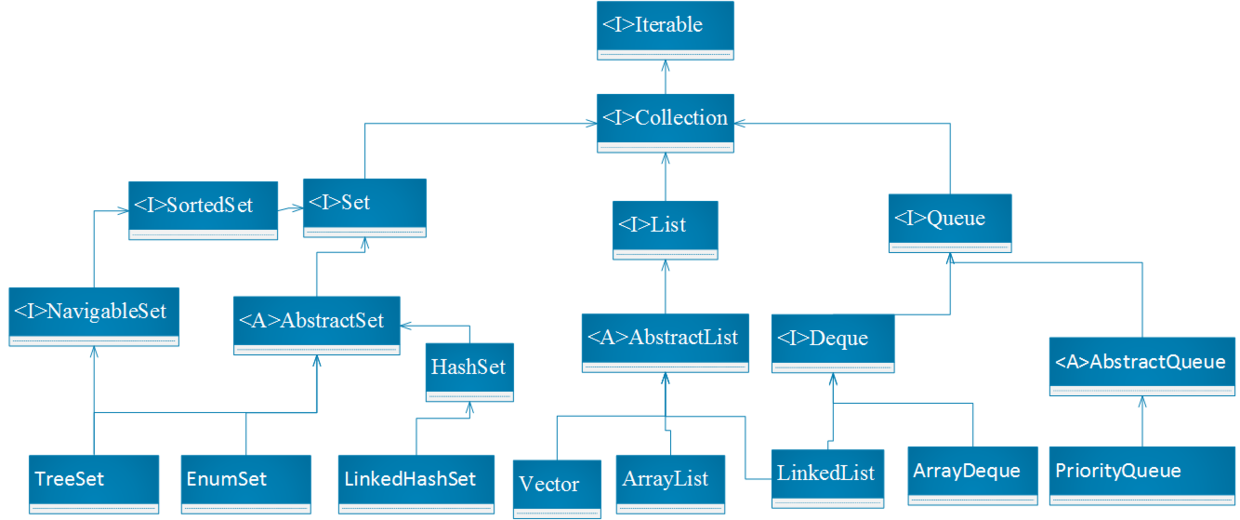 <I>Iterable
<I>Collection
<I>SortedSet
<I>Set
<I>List
<I>Queue
<I>NavigableSet
<A>AbstractSet
<A>AbstractList
<I>Deque
<A>AbstractQueue
HashSet
TreeSet
EnumSet
LinkedHashSet
Vector
ArrayList
LinkedList
ArrayDeque
PriorityQueue